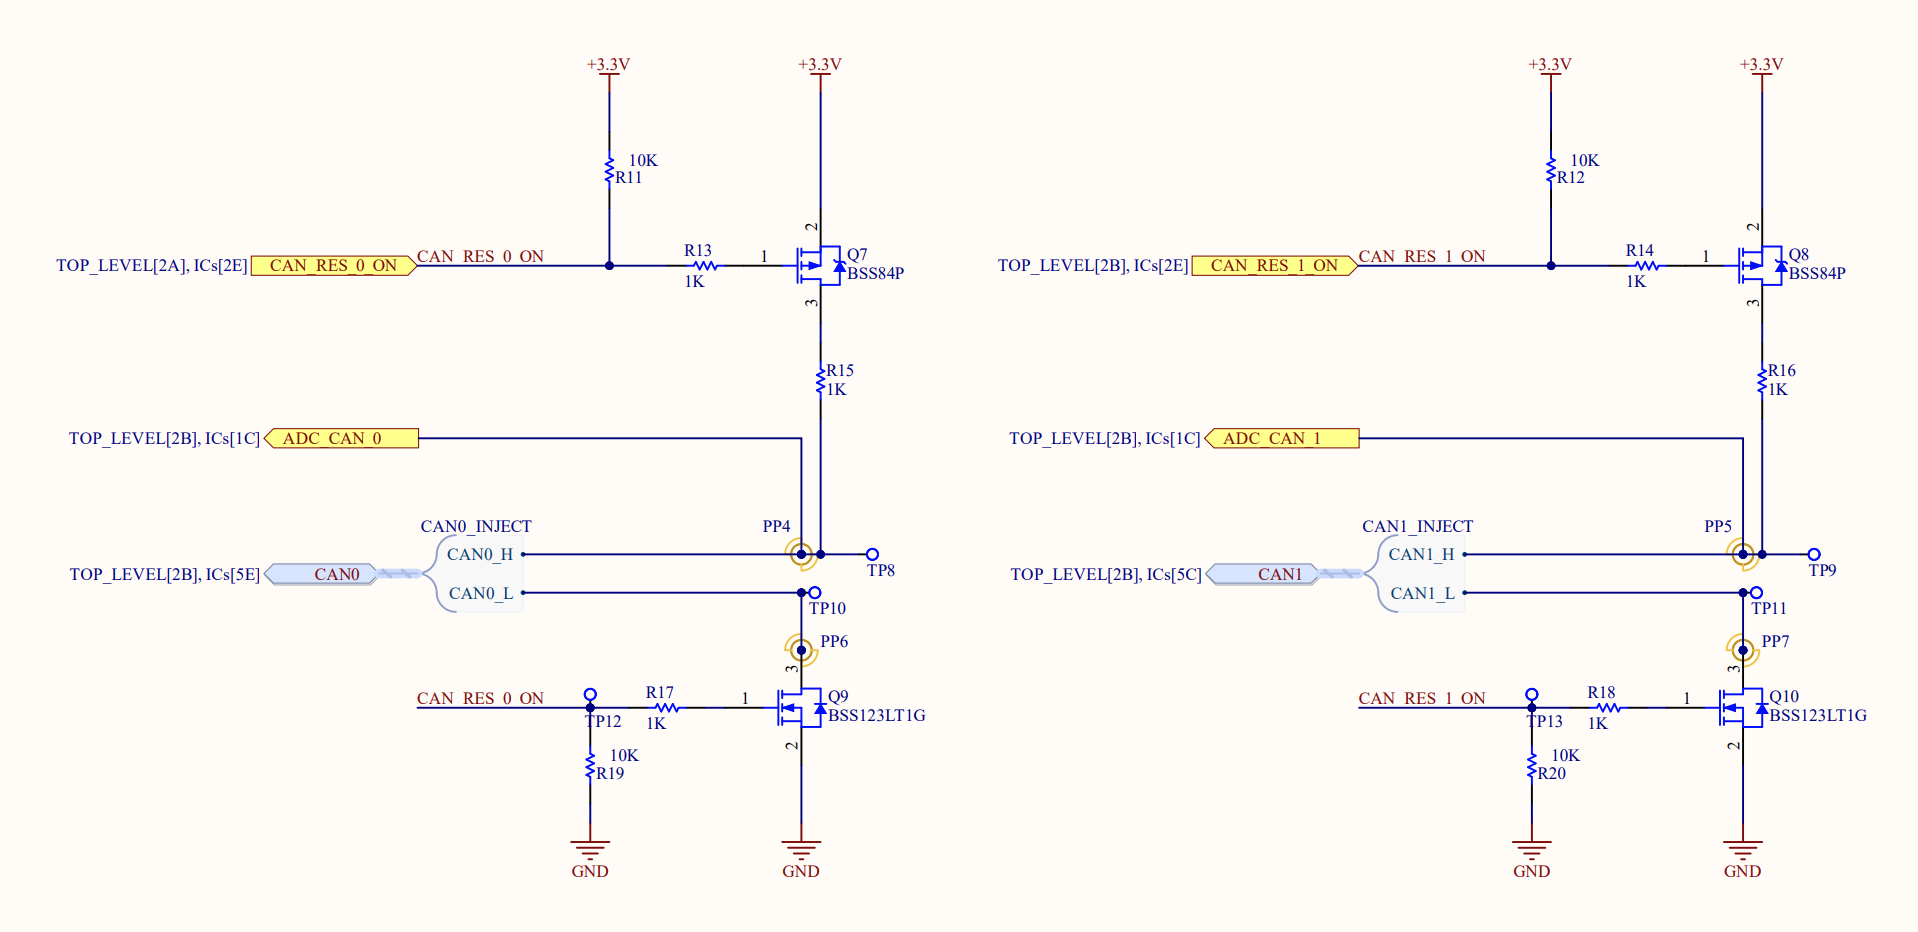 +3.3V
+3.3V
10K
R11
TOP_LEVEL[2A], ICs[2E]
CAN_RES_0_ON
CAN_RES_0_ON
R13
1K
1
2
Q7
BSS84P
3
R15
1K
TOP_LEVEL[2B], ICs[1C]
ADC_CAN_0
CAN0_INJECT
PP4
CAN0_H
TP8
TOP_LEVEL[2B], ICs[5E]
CAN0
CAN0_L
TP10
PP6
3
CAN_RES_0_ON
TP12
R17
1K
1
Q9
BSS123LT1G
2
10K
R19
GND
GND
+3.3V
+3.3V
10K
R12
TOP_LEVEL[2B], ICs[2E]
CAN_RES_1_ON
CAN_RES_1_ON
R14
1K
1
2
Q8
BSS84P
3
R16
1K
TOP_LEVEL[2B], ICs[1C]
ADC_CAN_1
CAN1_INJECT
PP5
CAN1_H
TP9
TOP_LEVEL[2B], ICs[5C]
CAN1
CAN1_L
TP11
PP7
3
CAN_RES_1_ON
TP13
R18
1K
1
Q10
BSS123LT1G
2
10K
R20
GND
GND